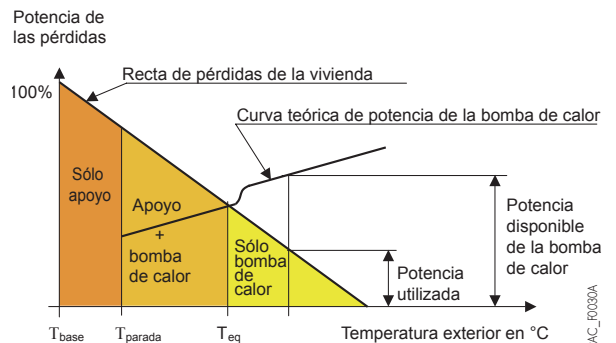 Potencia de
las pérdidas
Recta de pérdidas de la vivienda
100%
Curva teórica de potencia de la bomba de calor
Sólo
apoyo
Apoyo
+
bomba
de calor
Sólo
bomba
de calor
Potencia
utilizada
Potencia
disponible
de la bomba
de calor
Tbase
Tparada
Teq
Temperatura exterior en °C
AC_F0030A